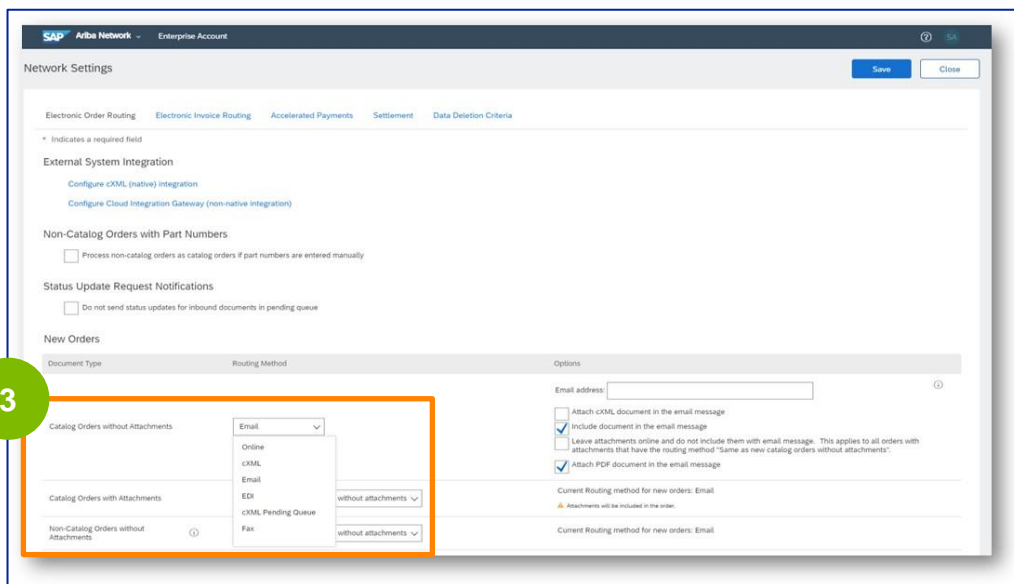 SAP Ariba Network Enterprise Account
SA
Network Settings
Save
Close
Electronic Order Routing Electronic Invoice Routing Accelerated Payments Settlement Data Deletion Criteria
* Indicates a required field
External System Integration
Configure cXML (native) integration
Configure Cloud Integration Gateway (non-native integration)
Non-Catalog Orders with Part Numbers
Process non-catalog orders as catalog orders if part numbers are entered manually
Status Update Request Notifications
Do not send status updates for inbound documents in pending queue
New Orders
Document Type Routing Method Options
3
Email address:
Catalog Orders without Attachments
Email
Attach cXML document in the email message
Include document in the email message
Leave attachments online and do not include them with email message. This applies to all orders with
attachments that have the routing method "Same as new catalog orders without attachments".
Attach PDF document in the email message
Online
cXML
Email
EDI
cXML Pending Queue
Fax
Catalog Orders with Attachments
without attachments
Current Routing method for new orders: Email
Attachments will be included in the order.
Non-Catalog Orders without
Attachments
without attachments
Current Routing method for new orders: Email